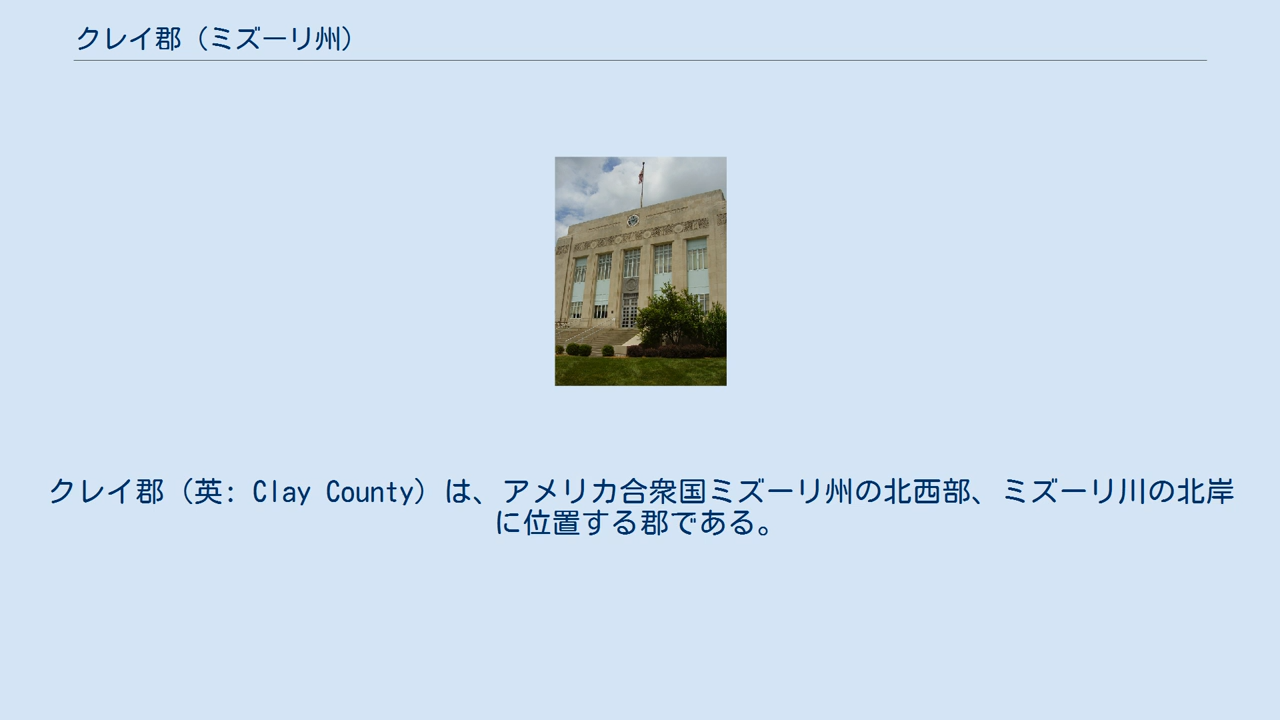 クレイ郡（ミズーリ州）
クレイ郡（英: Clay County）は、アメリカ合衆国ミズーリ州の北西部、ミズーリ川の北岸
に位置する郡である。